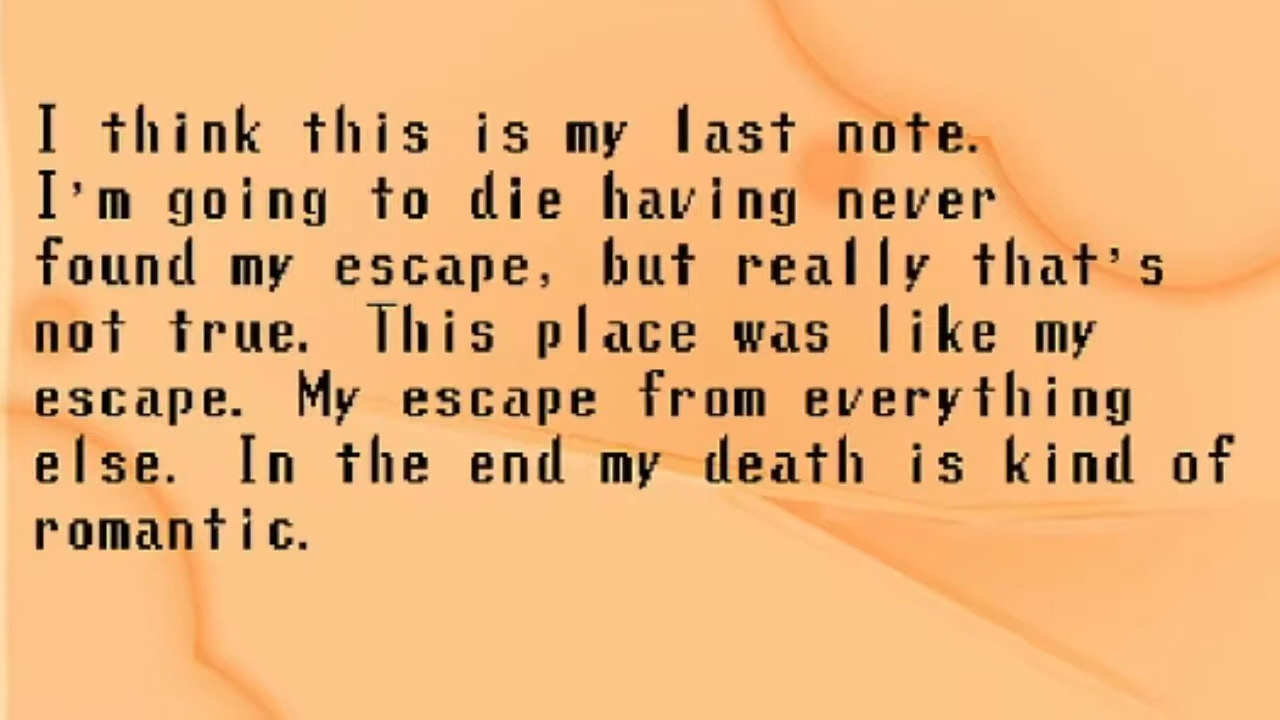 I think this is my last note.
I'm going to die having never
found my escape, but really that's
not true.  This place was like my
escape.  My escape from everything
else.  In the end my death is kind of
romantic.